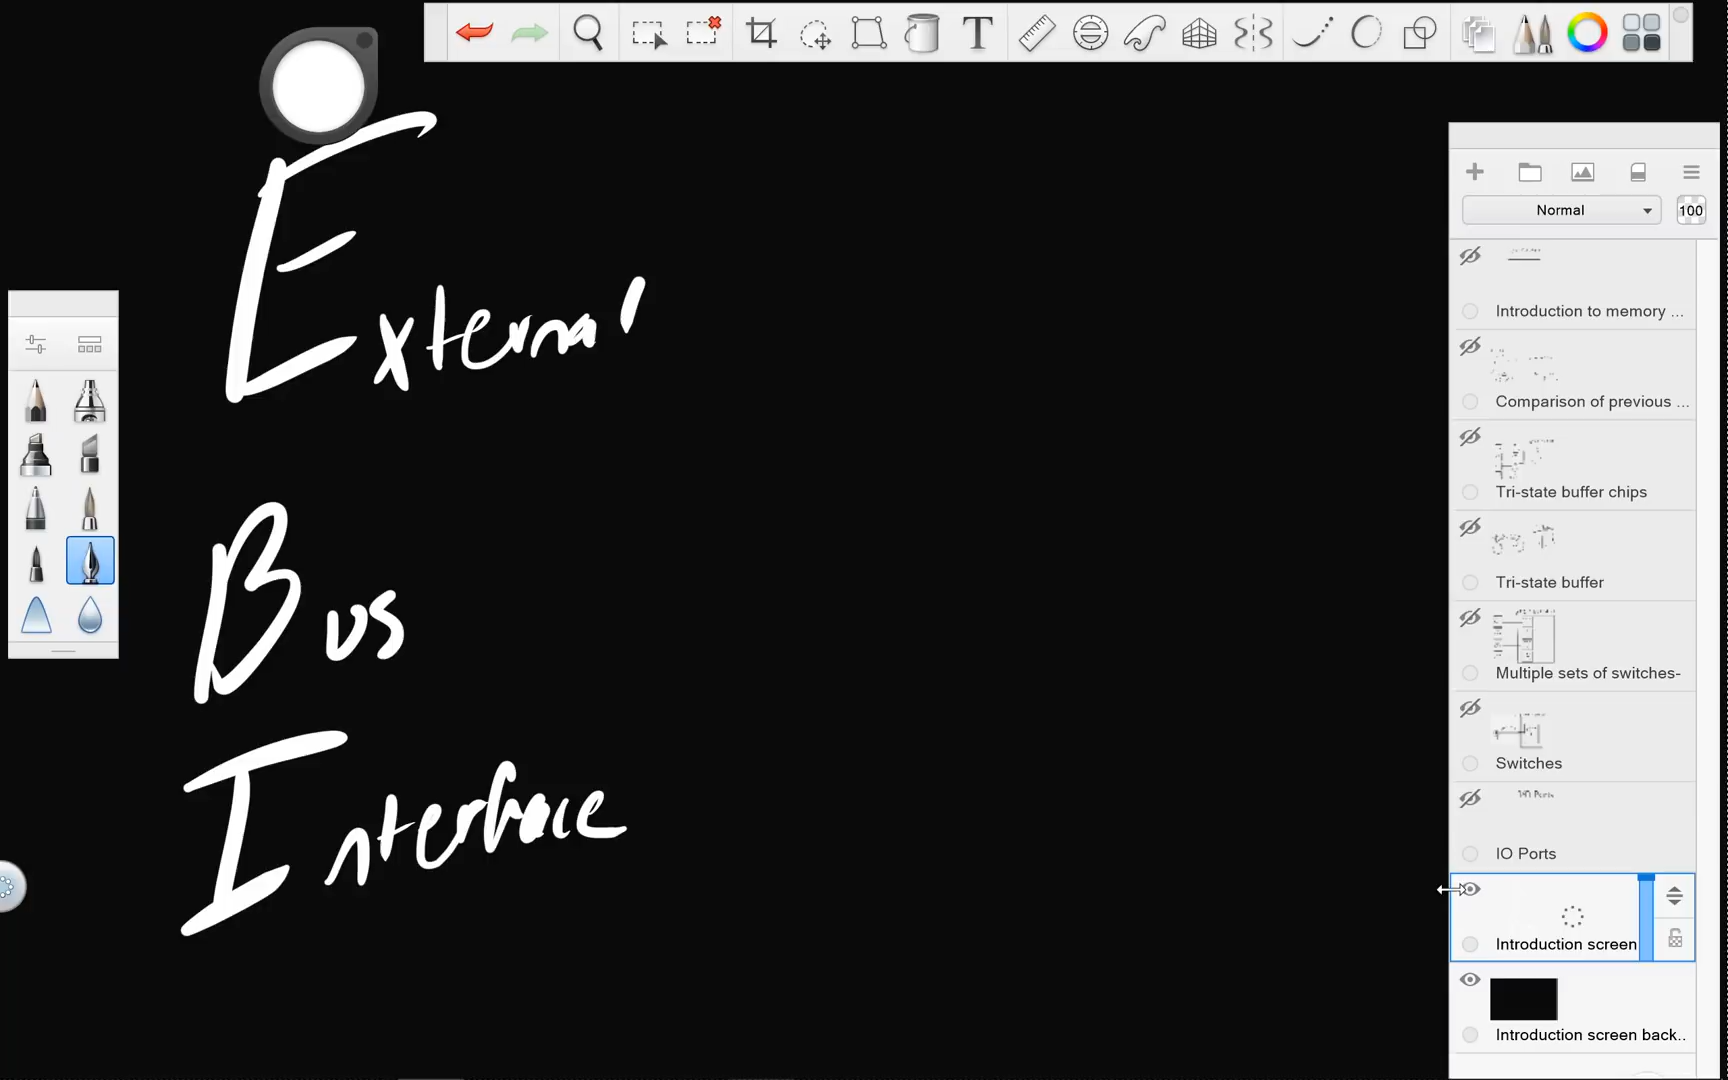 External
Bus
Interface
Normal
100
Introduction to memory ...
Comparison of previous ...
Tri-state buffer chips
Tri-state buffer
Multiple sets of switches-
Switches
IO Ports
Introduction screen
Introduction screen back..